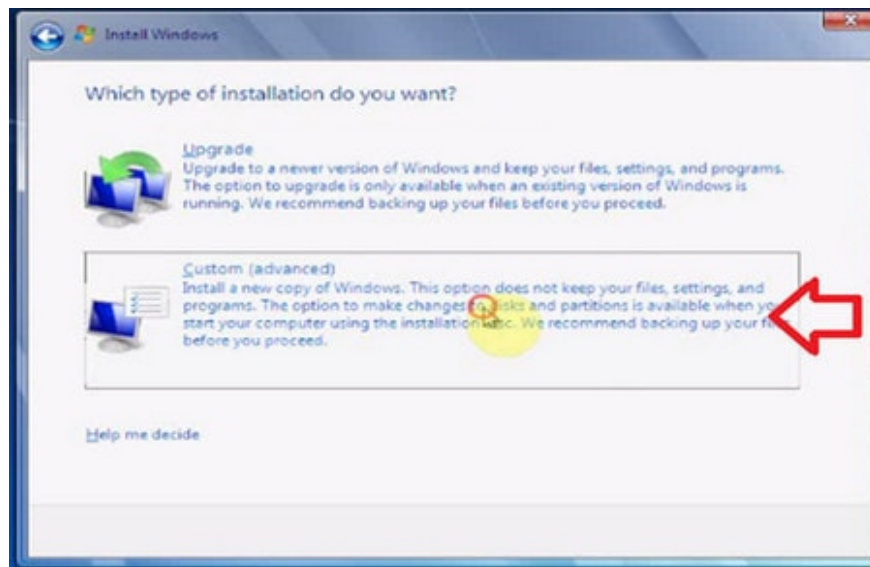 Install Windows
Which type of installation do you want?
Upgrade
Upgrade to a newer version of Windows and keep your files, settings, and programs.
The option to upgrade is only available when an existing version of Windows is
running. We recommend backing up your files before you proceed.
Custom (advanced)
Install a new copy of Windows. This option does not keep your files, settings, and
programs. The option to make changes to disks and partitions is available when
start your computer using the installation disc. We recommend backing up your
before you proceed.
Help me decide